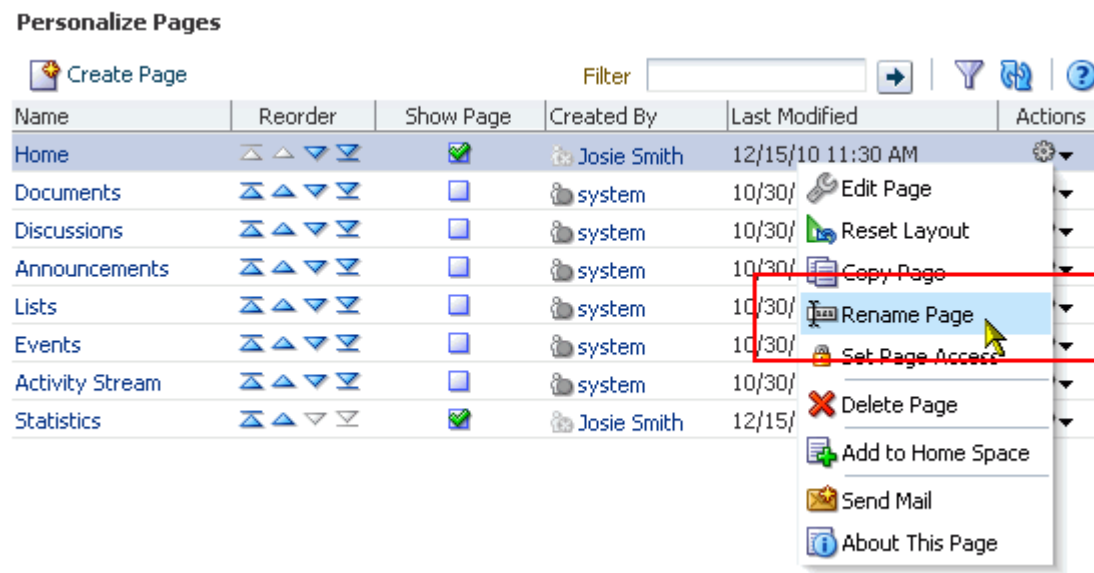 Personalize Pages
Create Page Filter
Name Reorder Show Page Created By Last Modified Actions
Home Josie Smith 12/15/10 11:30 AM
Documents system 10/30/
Edit Page
Discussions system 10/30/
Reset Layout
Announcements system 10/30/
Copy Page
Lists system 10/30/
Rename Page
Events system 10/30/
Set Page Access
Activity Stream system 10/30/
Delete Page
Statistics Josie Smith 12/15/
Add to Home Space
Send Mail
About This Page